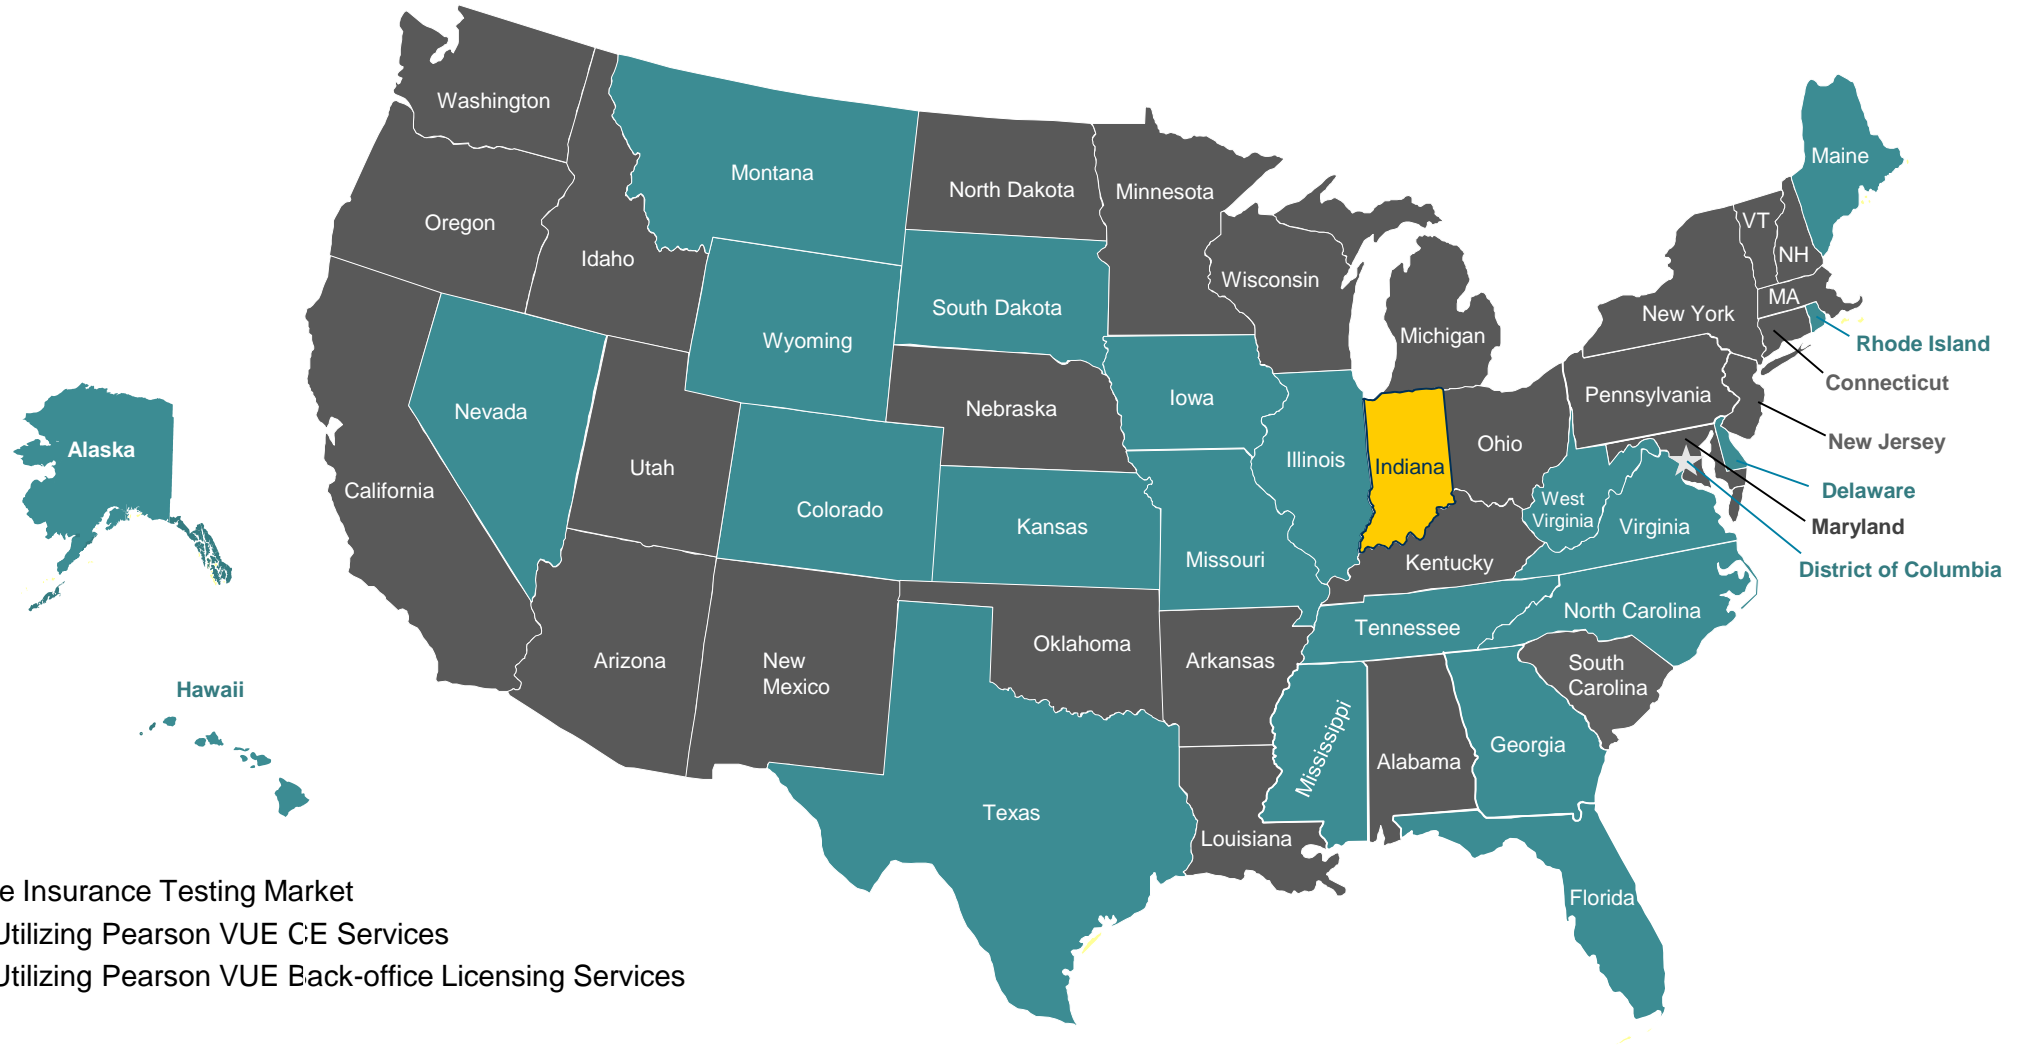 Washington
Montana
Maine
North Dakota
Minnesota
VT
Oregon
Idaho
NH
Wisconsin
South Dakota
MA
New York
Wyoming
Michigan
Rhode Island
Connecticut
Nevada
Nebraska
Iowa
Pennsylvania
New Jersey
Alaska
Utah
Illinois
Indiana
Ohio
California
Colorado
Delaware
Kansas
West
Virginia
Virginia
Maryland
Missouri
Kentucky
District of Columbia
North Carolina
Tennessee
Oklahoma
Arizona
New
Mexico
Arkansas
South
Carolina
Hawaii
Mississippi
Georgia
Alabama
Texas
Louisiana
Florida
e Insurance Testing Market
Utilizing Pearson VUE CE Services
Utilizing Pearson VUE Back-office Licensing Services